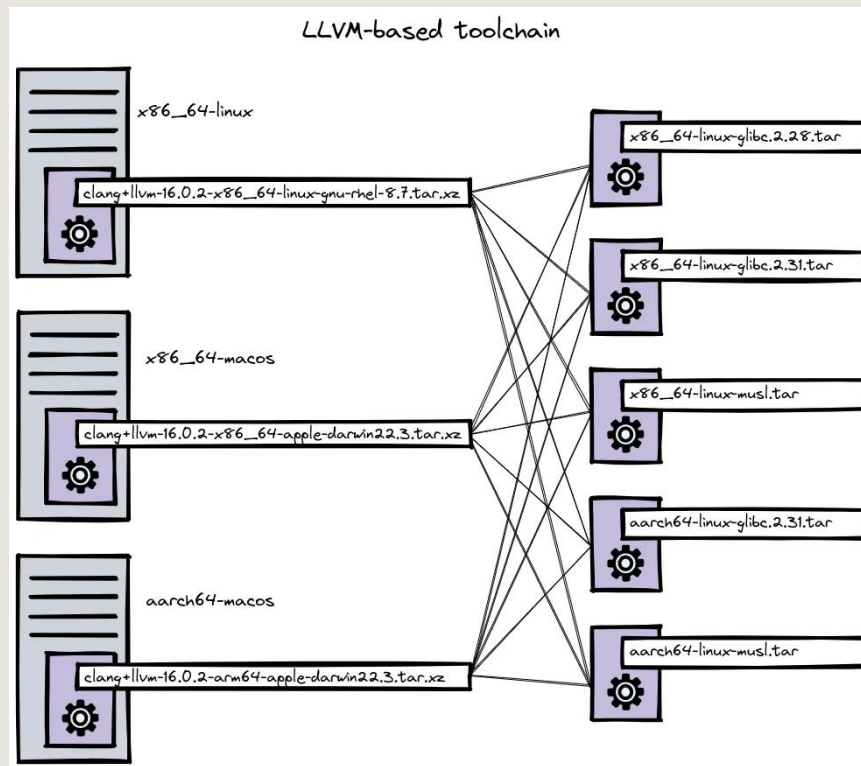 LLVM-based toolchain
x86_64-linux
clang+llvm-16.0.2-x86_64-linux-gnu-rhel-8.7.tar.xz
x86_64-macos
clang+llvm-16.0.2-x86_64-apple-darwin22.3.tar.xz
aarch64-macos
clang+llvm-16.0.2-arm64-apple-darwin22.3.tar.xz
x86_64-linux-glibc.2.28.tar
x86_64-linux-glibc.2.31.tar
x86_64-linux-musl.tar
aarch64-linux-glibc.2.31.tar
aarch64-linux-musl.tar